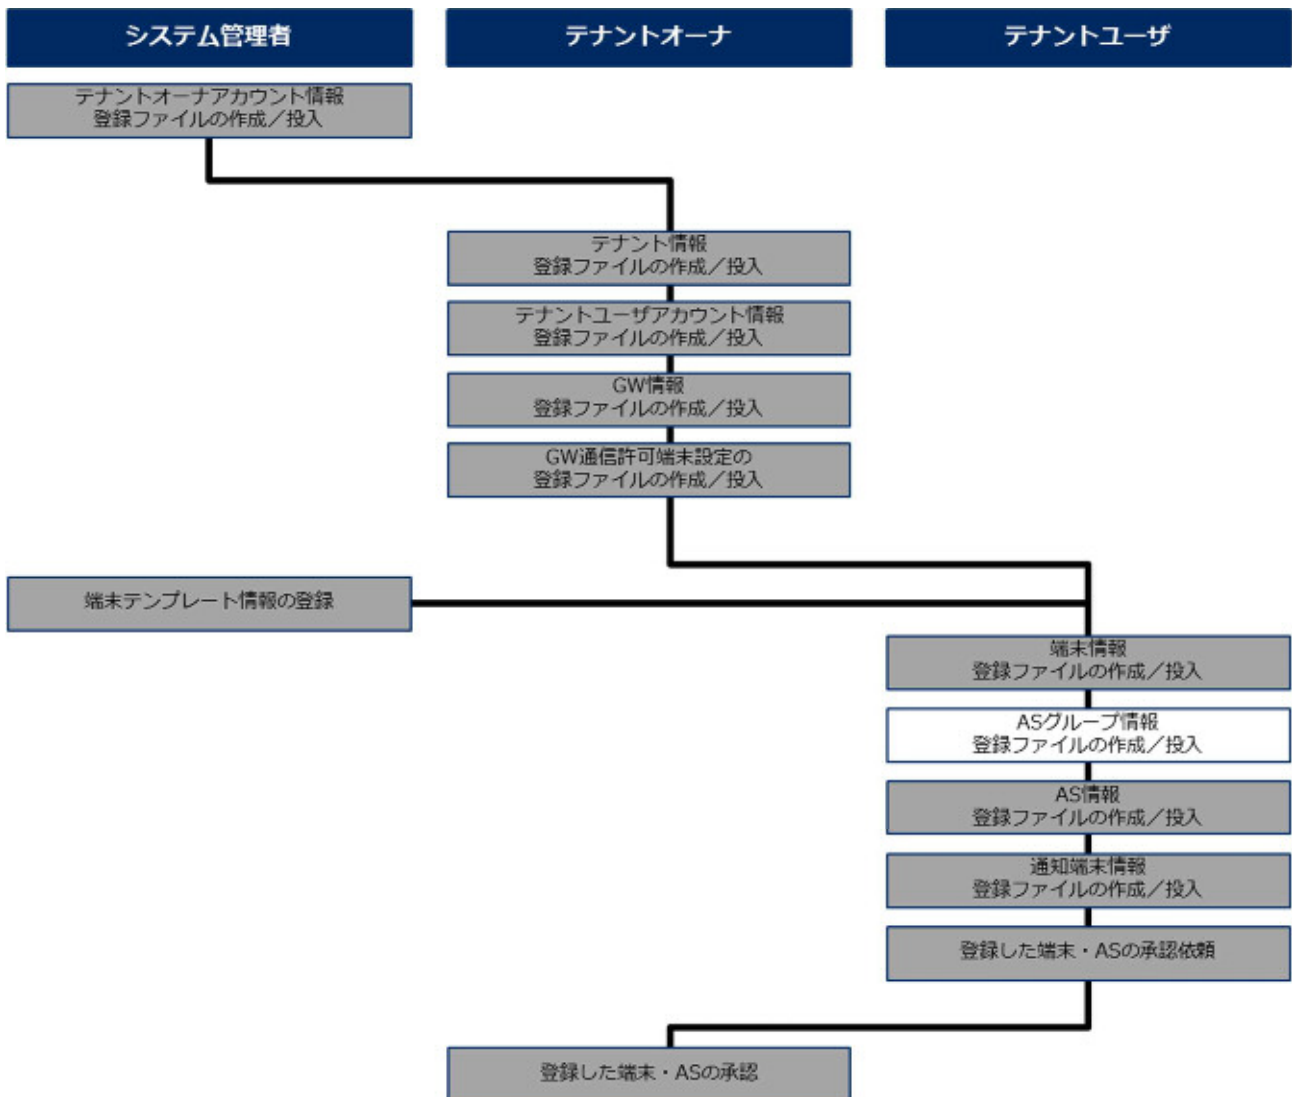 システム管理者
テナントオーナ
テナントユーザ
テナントオーナアカウント情報
登録ファイルの作成／投入
テナント情報
登録ファイルの作成／投入
テナントユーザアカウント情報
登録ファイルの作成／投入
GW情報
登録ファイルの作成／投入
GW通信許可端末設定の
登録ファイルの作成／投入
端末テンプレート情報の登録
端末情報
登録ファイルの作成／投入
ASグループ情報
登録ファイルの作成／投入
AS情報
登録ファイルの作成／投入
通知端末情報
登録ファイルの作成／投入
登録した端末・ASの承認依頼
登録した端末・ASの承認